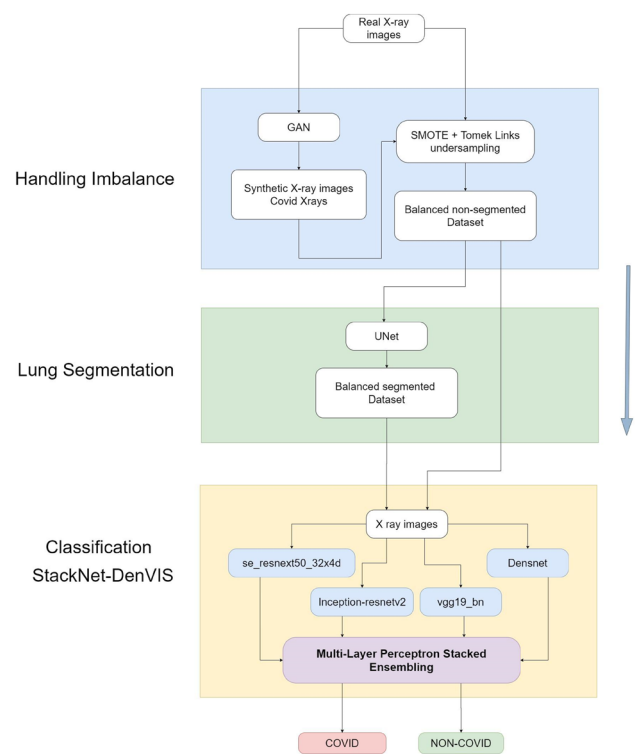 Real X-ray
images
Handling Imbalance
GAN
SMOTE + Tomek Links
undersampling
Synthetic X-ray images
Covid Xrays
Balanced non-segmented
Dataset
Lung Segmentation
UNet
Balanced segmented
Dataset
Classification
StackNet-DenVIS
X ray images
se_resnext50_32x4d
Densnet
Inception-resnetv2
vgg19_bn
Multi-Layer Perceptron Stacked
Ensembling
COVID
NON-COVID